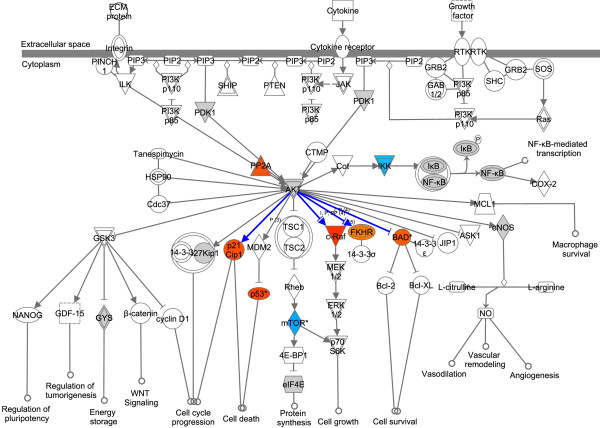 ECM
protein
Cytokine
Growth
factor
Extracellular space
Cytoplasm
Integrin
Cytokine receptor
RTK RTK
PINCH
1
ILK
PIP3
PIP2
PIP3
PIP2
PIP3
PIP2
PIP3
PIP2
PI3K
p110
PI3K
p85
PDK1
SHIP
PTEN
PI3K
p110
PI3K
p85
JAK
PDK1
GRB2
GAB
1/2
PI3K
p85
PI3K
p110
SHC
GRB2
SOS
Ras
Tanespimycin
HSP90
Cdc37
PP2A
CTMP
Cot
IKK
IκB
NF-κB
P
IκB
NF-κB
NF-κB-mediated
transcription
COX-2
AKT
MCL1
Macrophage
survival
eNOS
ASK1
JIP1
14-3-3
ε
BAD*
FKHR
14-3-3σ
c-Raf
TSC1
TSC2
MDM2
p21
Cip1
p27Kip1
14-3-3
GSK3
p53*
Rheb
MEK
1/2
ERK
1/2
Bcl-2
Bcl-XL
L-citrulline
L-arginine
NO
NANOG
GDF-15
GYS
β-catenin
cyclin D1
mTOR*
4E-BP1
p70
S6K
eIF4E
Vasodilation
Vascular
remodeling
Angiogenesis
Regulation of
pluripotency
Regulation of
tumorigenesis
Energy
storage
WNT
Signaling
Cell cycle
progression
Cell death
Protein
synthesis
Cell growth
Cell survival